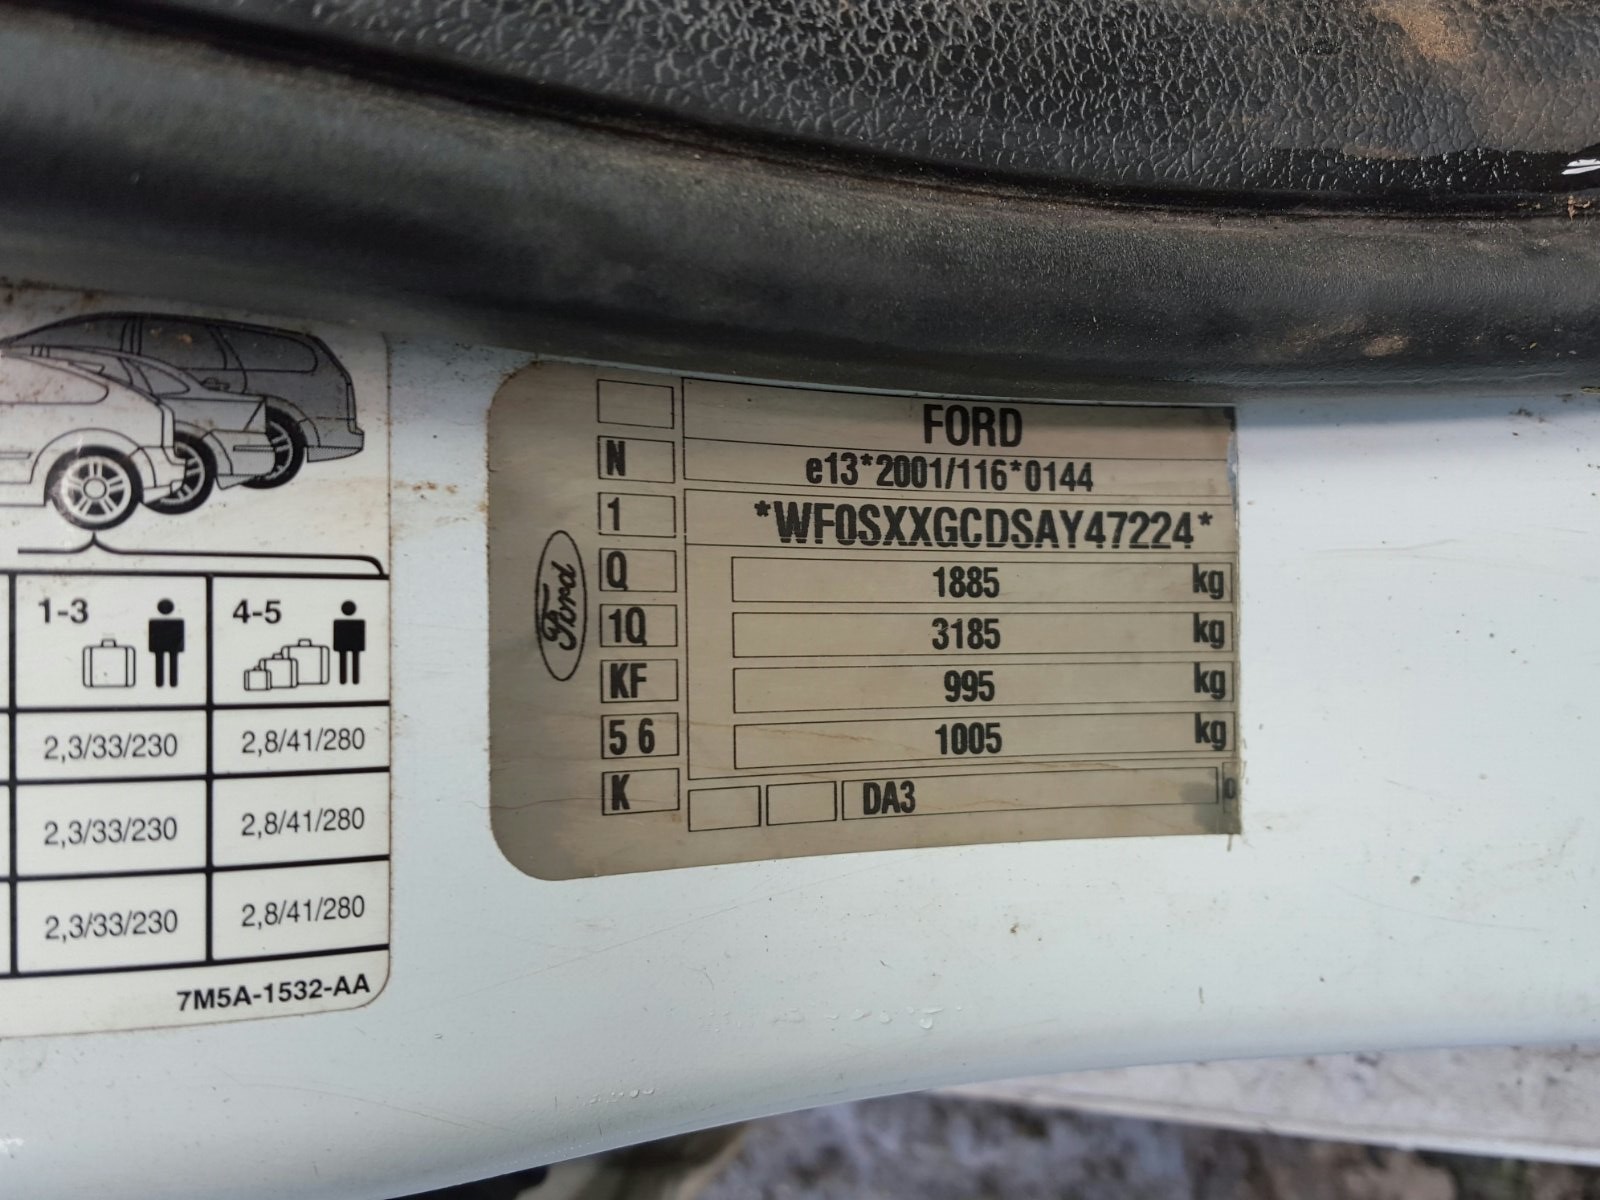 1-3
4-5
2,3/33/230
2,8/41/280
2,3/33/230
2,8/41/280
2,3/33/230
2,8/41/280
7M5A-1532-AA
Ford
FORD
N
e13*2001/116*0144
1
*WF0SXXGCDSAY47224*
Q
1885 kg
1Q
3185 kg
KF
995 kg
5 6
1005 kg
K
DA3